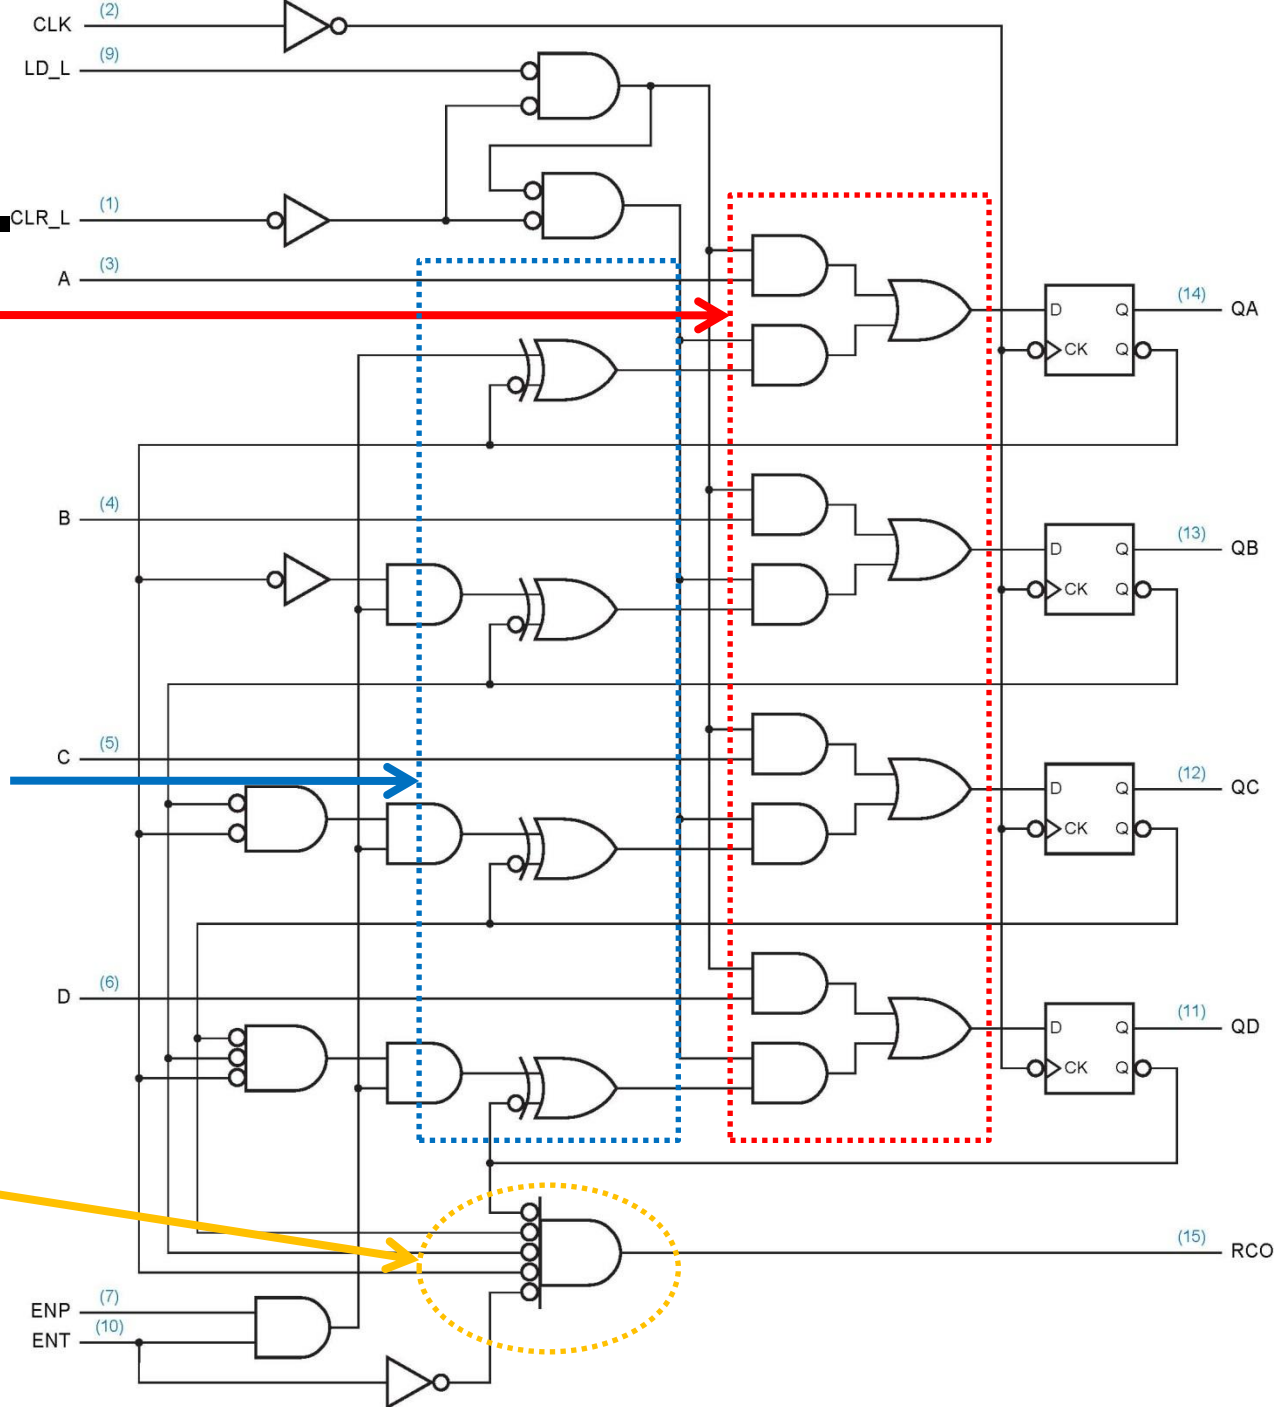 CLK (2)
LD_L (9)
CLR_L (1)
A (3)
D Q (14) QA
CK Q
B (4)
D Q (13) QB
CK Q
C (5)
D Q (12) QC
CK Q
D (6)
D Q (11) QD
CK Q
(15) RCO
ENP (7)
ENT (10)